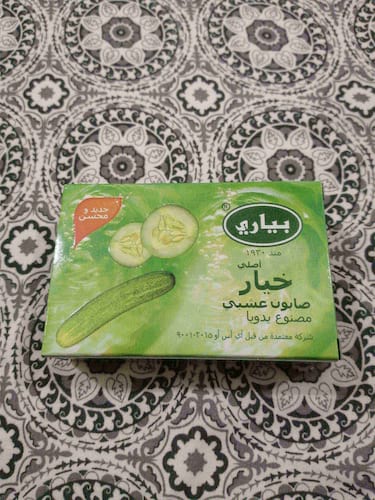 جديد و
محسن
بياري
®
منذ ١٩٣٠
أصلي
خيار
صابون عشبي
مصنوع يدويا
شركة معتمدة من قبل آي أس أو ٢٠١٥-٩٠٠١